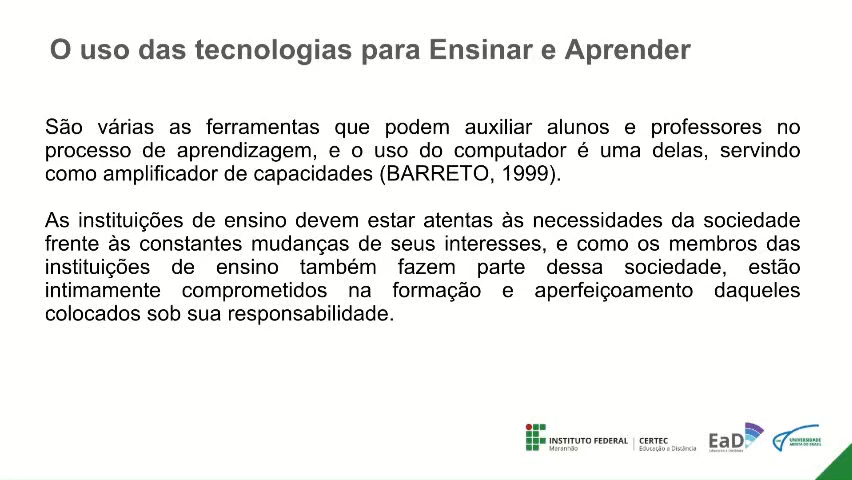 O uso das tecnologias para Ensinar e Aprender
São várias as ferramentas que podem auxiliar alunos e professores no
processo de aprendizagem, e o uso do computador é uma delas, servindo
como amplificador de capacidades (BARRETO, 1999).
As instituições de ensino devem estar atentas às necessidades da sociedade
frente às constantes mudanças de seus interesses, e como os membros das
instituições de ensino também fazem parte dessa sociedade, estão
intimamente comprometidos na formação e aperfeiçoamento daqueles
colocados sob sua responsabilidade.
INSTITUTO FEDERAL
Maranhão
CERTEC
Educação a Distância
EaD
UNIVERSIDADE
ABERTA DO BRASIL